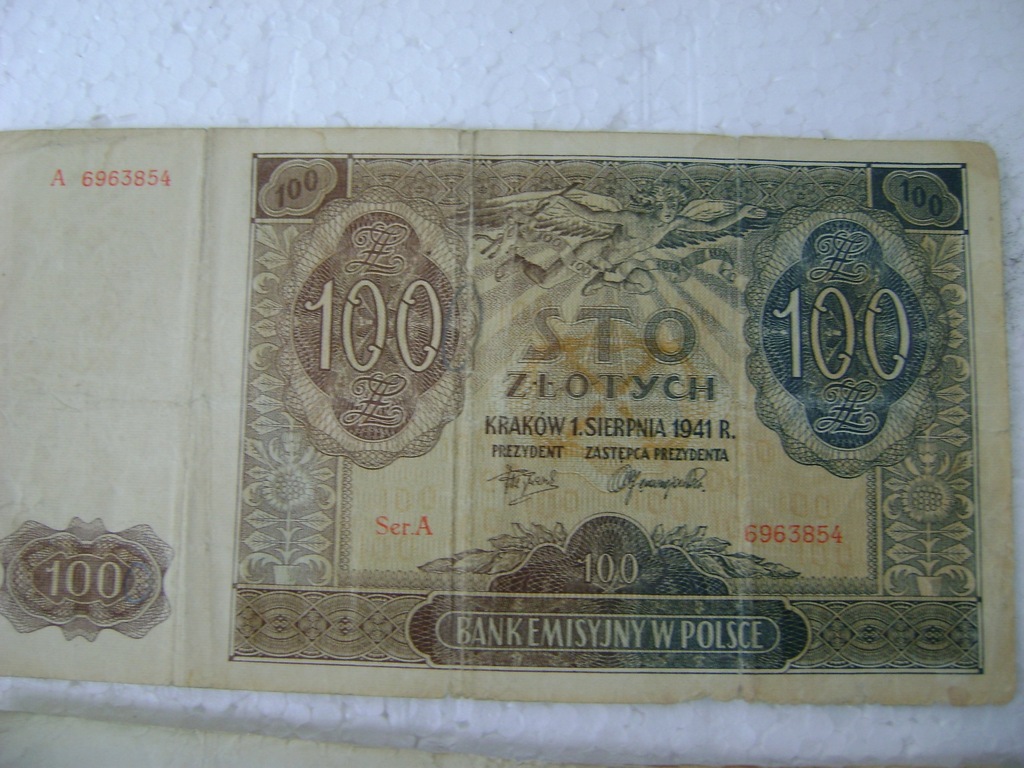 A 6963854
100
100
100
100
STO
ZŁOTYCH
KRAKÓW 1. SIERPNIA 1941 R.
PREZYDENT ZASTĘPCA PREZYDENTA
Ser. A
6963854
100
100
BANK EMISYJNY W POLSCE